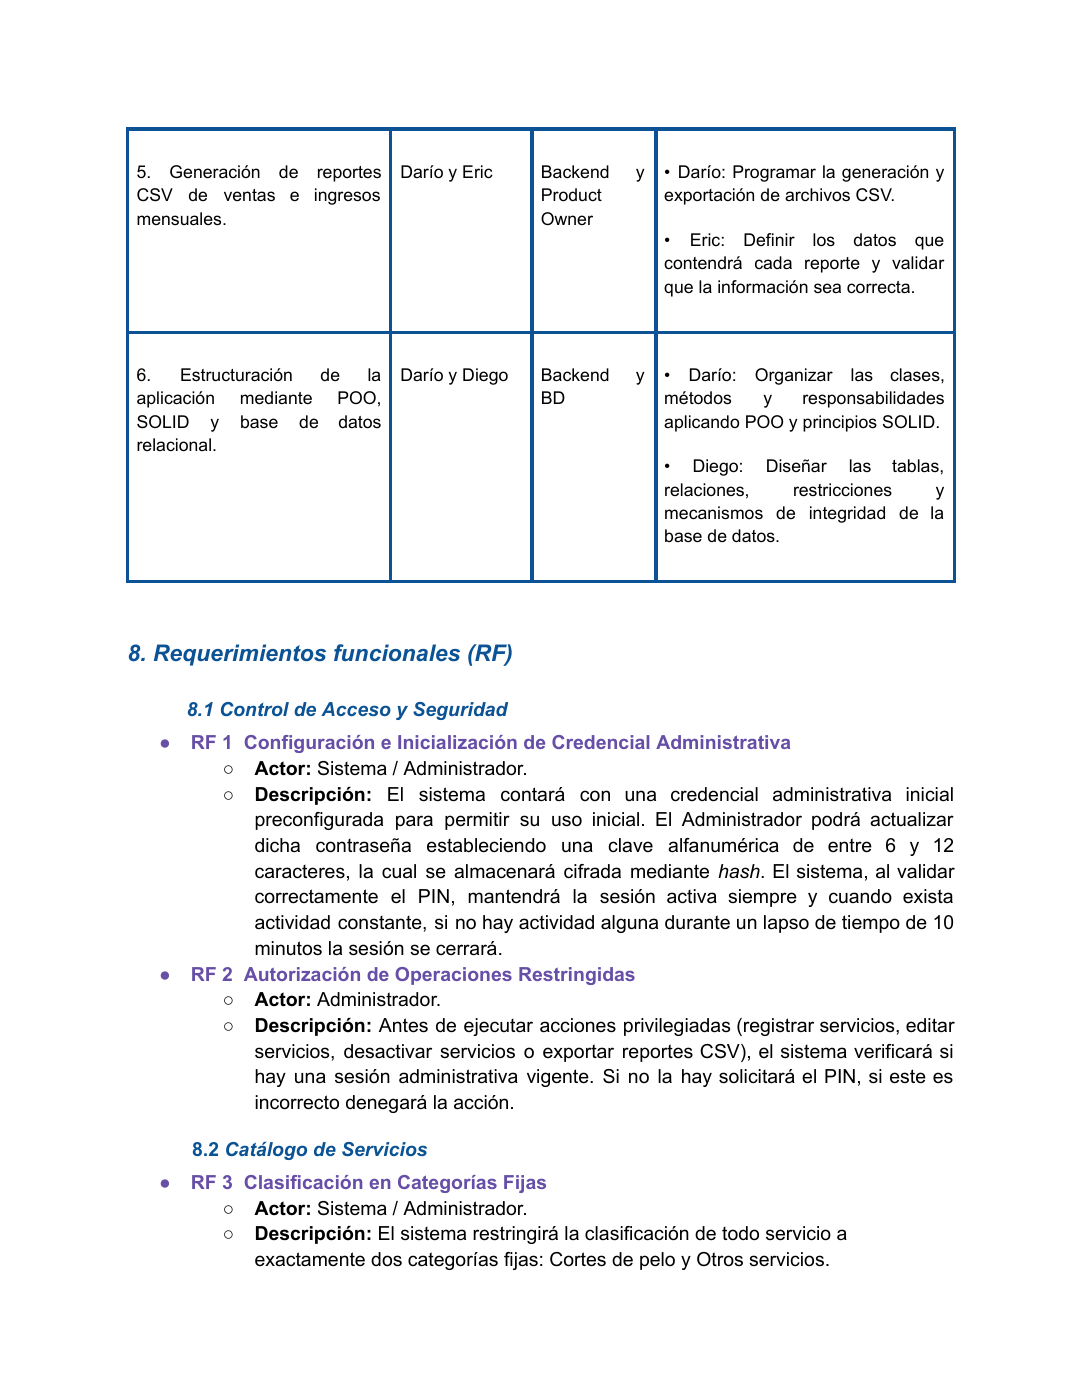 5. Generación de reportes
CSV de ventas e ingresos
mensuales.
Darío y Eric
Backend y
Product
Owner
• Darío: Programar la generación y
exportación de archivos CSV.
• Eric: Definir los datos que
contendrá cada reporte y validar
que la información sea correcta.
6. Estructuración de la
aplicación mediante POO,
SOLID y base de datos
relacional.
Darío y Diego
Backend y
BD
• Darío: Organizar las clases,
métodos y responsabilidades
aplicando POO y principios SOLID.
• Diego: Diseñar las tablas,
relaciones, restricciones y
mecanismos de integridad de la
base de datos.
8. Requerimientos funcionales (RF)
8.1 Control de Acceso y Seguridad
● RF 1 Configuración e Inicialización de Credencial Administrativa
○ Actor: Sistema / Administrador.
○ Descripción: El sistema contará con una credencial administrativa inicial
preconfigurada para permitir su uso inicial. El Administrador podrá actualizar
dicha contraseña estableciendo una clave alfanumérica de entre 6 y 12
caracteres, la cual se almacenará cifrada mediante hash. El sistema, al validar
correctamente el PIN, mantendrá la sesión activa siempre y cuando exista
actividad constante, si no hay actividad alguna durante un lapso de tiempo de 10
minutos la sesión se cerrará.
● RF 2 Autorización de Operaciones Restringidas
○ Actor: Administrador.
○ Descripción: Antes de ejecutar acciones privilegiadas (registrar servicios, editar
servicios, desactivar servicios o exportar reportes CSV), el sistema verificará si
hay una sesión administrativa vigente. Si no la hay solicitará el PIN, si este es
incorrecto denegará la acción.
8.2 Catálogo de Servicios
● RF 3 Clasificación en Categorías Fijas
○ Actor: Sistema / Administrador.
○ Descripción: El sistema restringirá la clasificación de todo servicio a
exactamente dos categorías fijas: Cortes de pelo y Otros servicios.